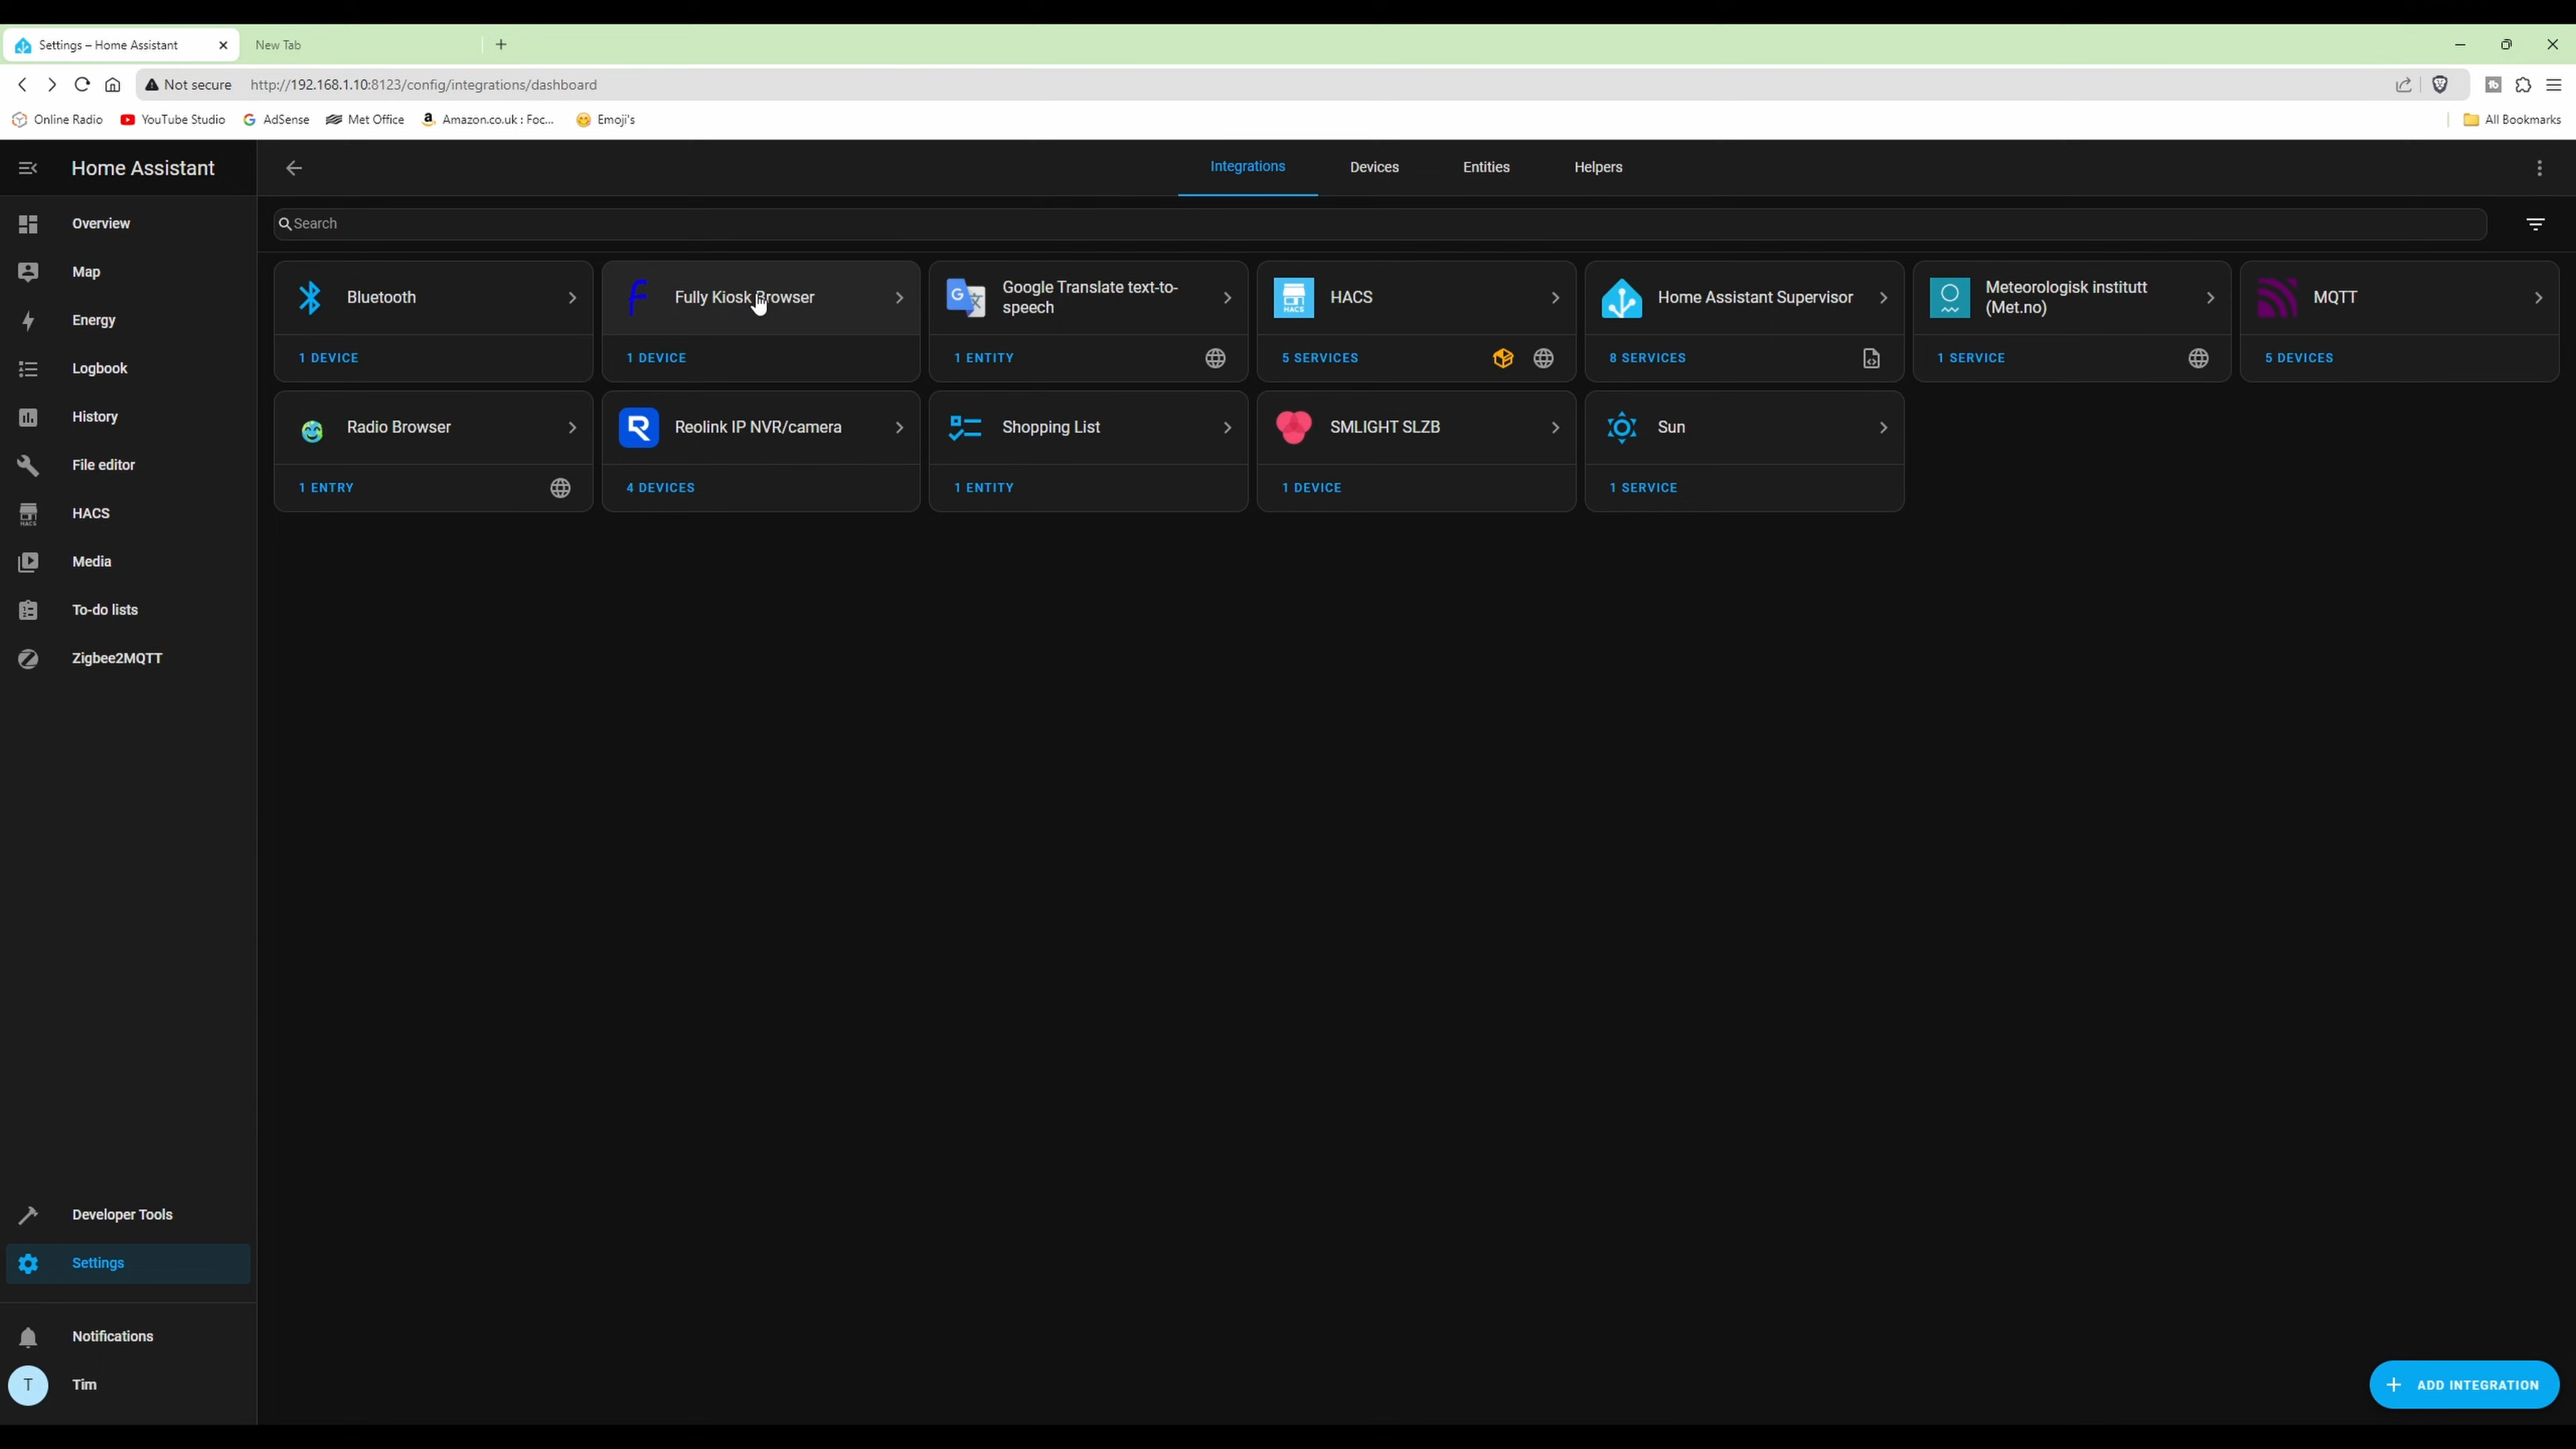 Settings – Home Assistant
New Tab
Not secure
http://192.168.1.10:8123/config/integrations/dashboard
Online Radio
YouTube Studio
AdSense
Met Office
Amazon.co.uk : Foc...
Emoji's
All Bookmarks
Home Assistant
Integrations
Devices
Entities
Helpers
Overview
Map
Energy
Logbook
History
File editor
HACS
Media
To-do lists
Zigbee2MQTT
Developer Tools
Settings
Notifications
T
Tim
Search
Bluetooth
1 DEVICE
Fully Kiosk Browser
1 DEVICE
Google Translate text-to-
speech
1 ENTITY
HACS
HACS
5 SERVICES
Home Assistant Supervisor
8 SERVICES
Meteorologisk institutt
(Met.no)
1 SERVICE
MQTT
5 DEVICES
Radio Browser
1 ENTRY
Reolink IP NVR/camera
4 DEVICES
Shopping List
1 ENTITY
SMLIGHT SLZB
1 DEVICE
Sun
1 SERVICE
ADD INTEGRATION